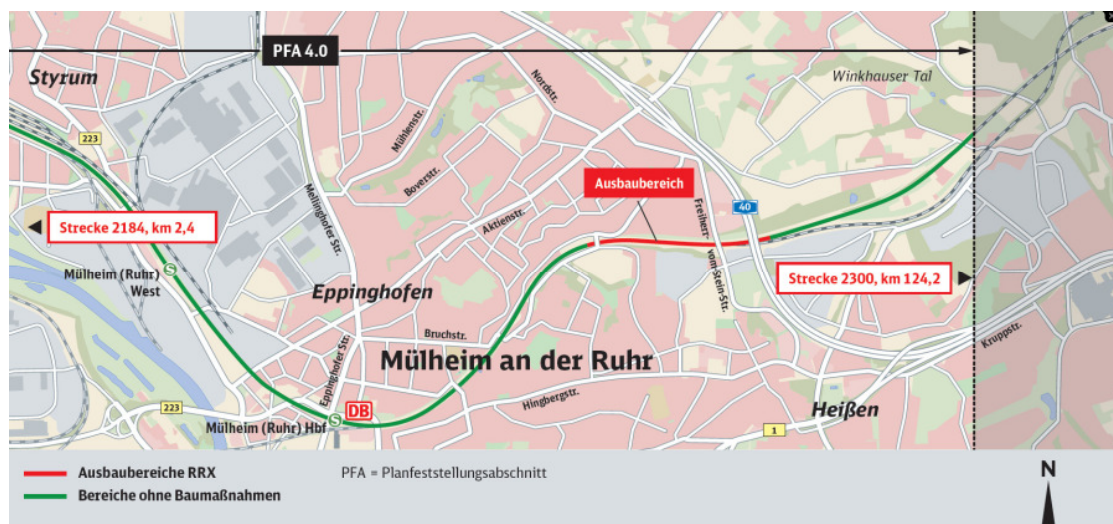 PFA 4.0
Styrum
Winkhauser Tal
Nordstr.
223
Mühlenstr.
Boverstr.
Ausbaubereich
Mellinghofer Str.
Aktienstr.
Freiherr-
vom-Stein-Str.
40
Strecke 2184, km 2,4
S
Mülheim (Ruhr)
West
Strecke 2300, km 124,2
Eppinghofen
Bruchstr.
Kruppstr.
Mülheim an der Ruhr
Eppinghofer Str.
Hingbergstr.
223
DB
S
Mülheim (Ruhr) Hbf
Heißen
1
Ausbaubereiche RRX
PFA = Planfeststellungsabschnitt
Bereiche ohne Baumaßnahmen
N